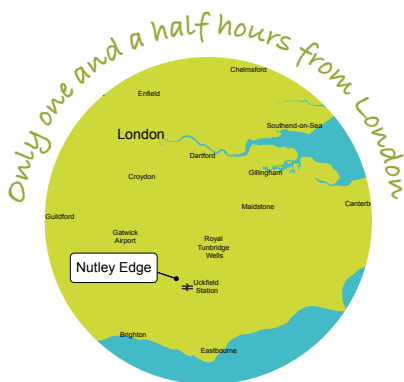 Only one and a half hours from London
Chelmsford
Enfield
London
Southend-on-Sea
Dartford
Croydon
Gillingham
Maidstone
Canterb
Guildford
Gatwick
Airport
Royal
Tunbridge
Wells
Nutley Edge
Uckfield
Station
Brighton
Eastbourne